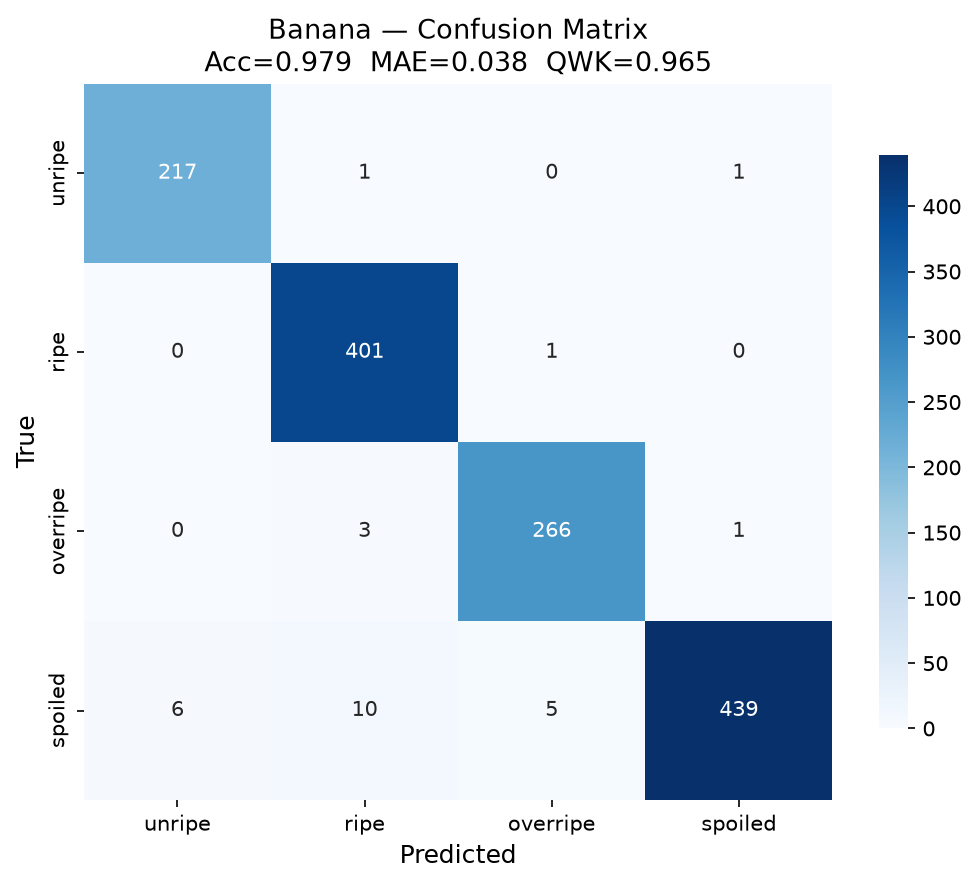 Banana — Confusion Matrix
Acc=0.979  MAE=0.038  QWK=0.965
unripe 217 1 0 1
ripe 0 401 1 0
overripe 0 3 266 1
spoiled 6 10 5 439
unripe ripe overripe spoiled
Predicted
True
400
350
300
250
200
150
100
50
0